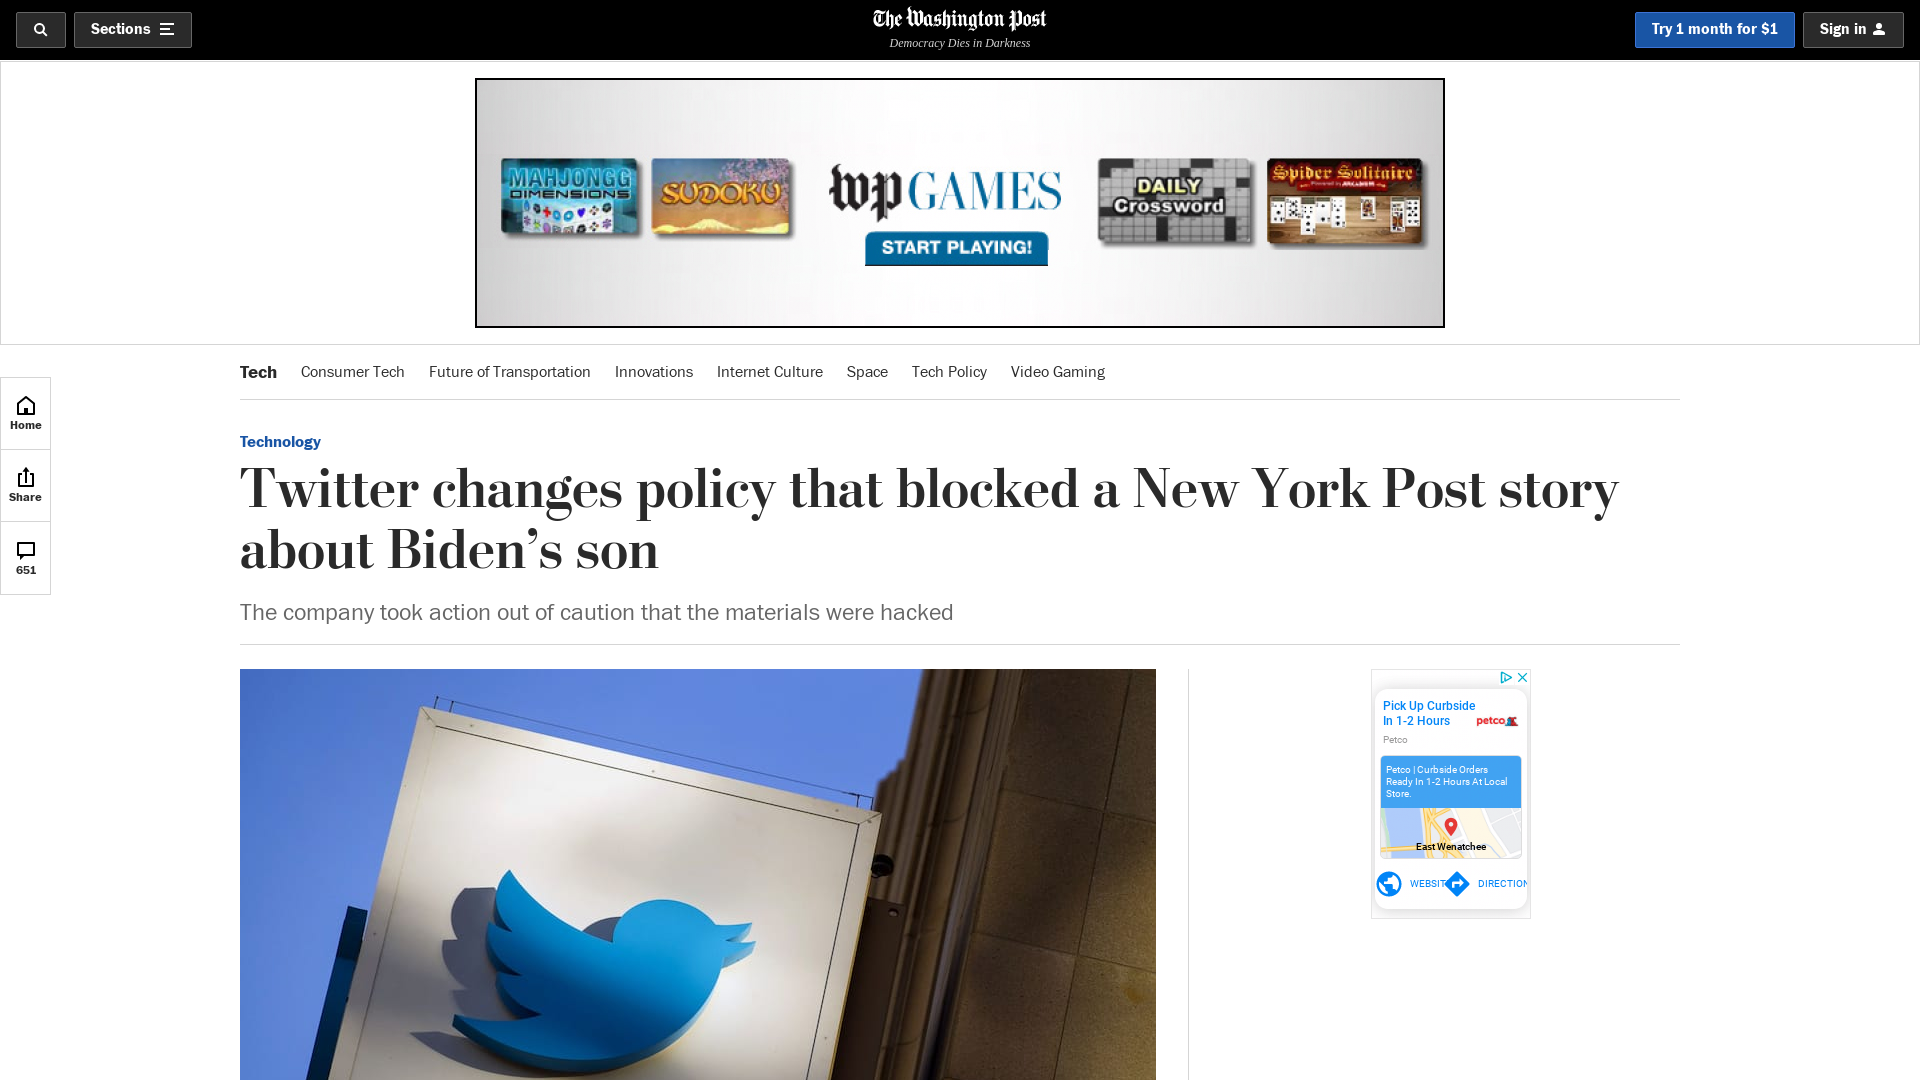 Sections
The Washington Post
Democracy Dies in Darkness
Try 1 month for $1
Sign in
MAHJONGG
DIMENSIONS
SUDOKU
wp GAMES
START PLAYING!
DAILY
Crossword
Spider Solitaire
Tech
Consumer Tech
Future of Transportation
Innovations
Internet Culture
Space
Tech Policy
Video Gaming
Home
Share
651
Technology
Twitter changes policy that blocked a New York Post story
about Biden’s son
The company took action out of caution that the materials were hacked
Pick Up Curbside
In 1-2 Hours
petco
Petco
Petco | Curbside Orders
Ready In 1-2 Hours At Local
Store.
East Wenatchee
WEBSIT
DIRECTION